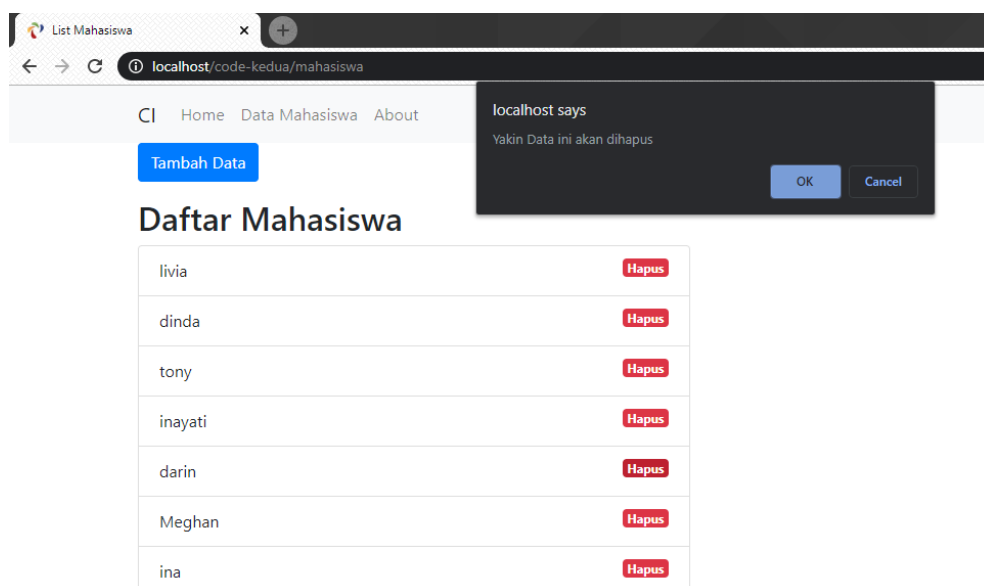 List Mahasiswa
localhost/code-kedua/mahasiswa
CI Home Data Mahasiswa About
localhost says
Yakin Data ini akan dihapus
OK Cancel
Tambah Data
Daftar Mahasiswa
livia Hapus
dinda Hapus
tony Hapus
inayati Hapus
darin Hapus
Meghan Hapus
ina Hapus